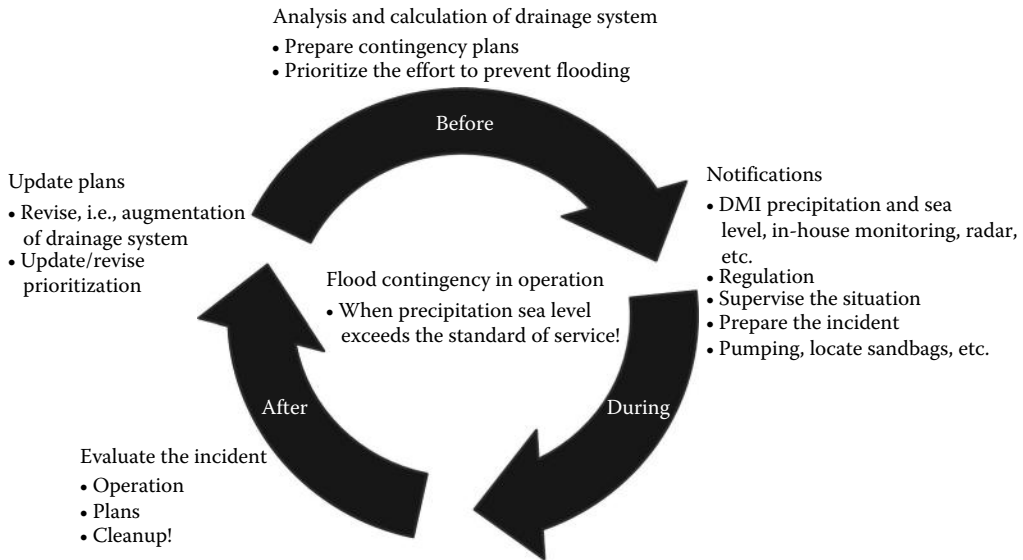 Analysis and calculation of drainage system
• Prepare contingency plans
• Prioritize the effort to prevent flooding
Before
Notifications
• DMI precipitation and sea
level, in-house monitoring, radar,
etc.
• Regulation
• Supervise the situation
• Prepare the incident
• Pumping, locate sandbags, etc.
During
Flood contingency in operation
• When precipitation sea level
exceeds the standard of service!
Update plans
• Revise, i.e., augmentation
of drainage system
• Update/revise
prioritization
After
Evaluate the incident
• Operation
• Plans
• Cleanup!